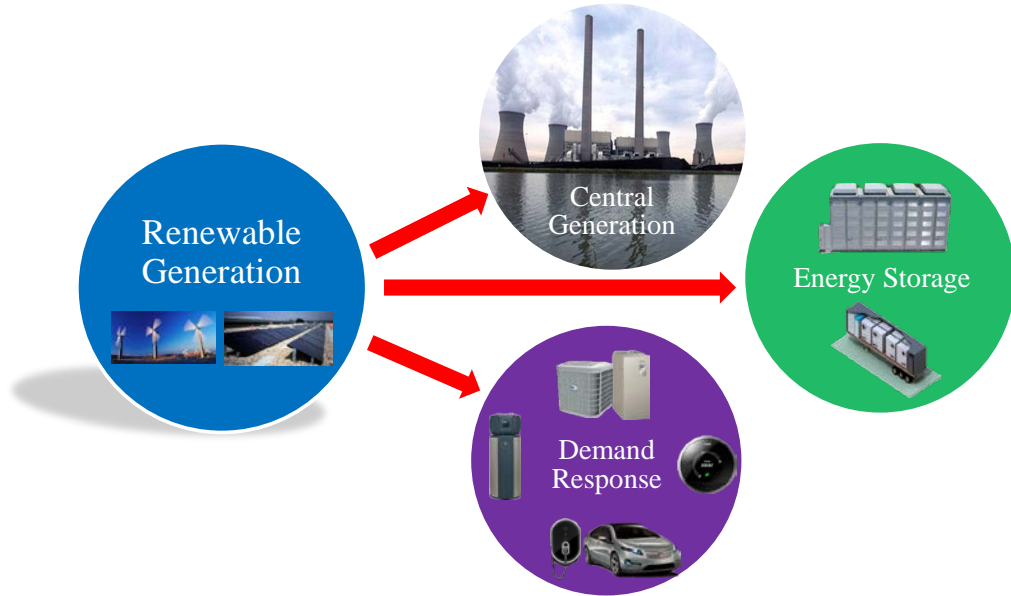 Renewable
Generation
Central
Generation
Energy Storage
Demand
Response